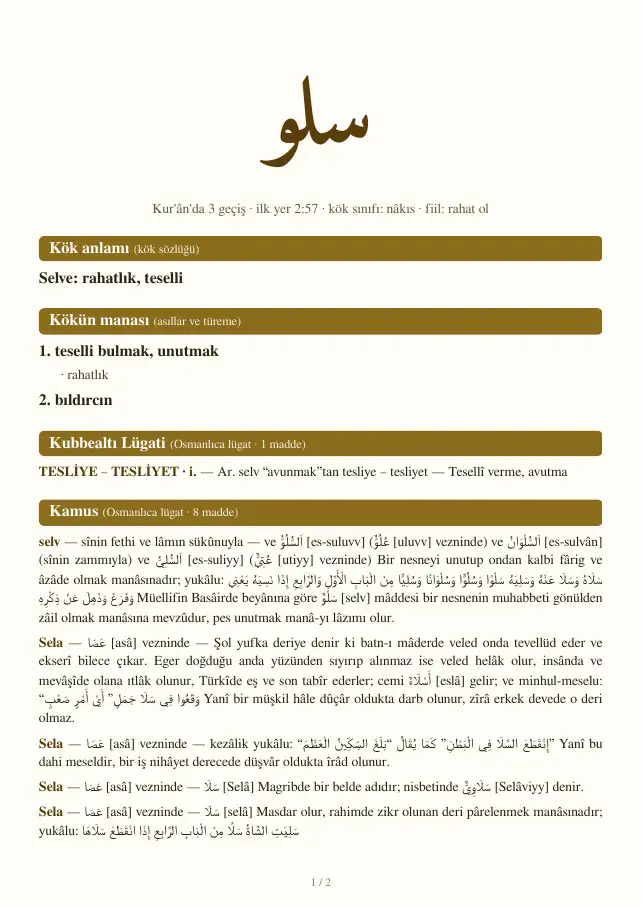 سلو
Kur'ân'da 3 geçiş · ilk yer 2:57 · kök sınıfı: nâkıs · fiil: rahat ol
Kök anlamı (kök sözlüğü)
Selve: rahatlık, teselli
Kökün manası (asıllar ve türeme)
1. teselli bulmak, unutmak
· rahatlık
2. bıldırcın
Kubbealtı Lügati (Osmanlıca lügat · 1 madde)
TESLİYE – TESLİYET · i. — Ar. selv “avunmak”tan tesliye – tesliyet — Tesellî verme, avutma
Kamus (Osmanlıca lügat · 8 madde)
selv — sînin fethi ve lâmın sükûnuyla — ve اَلسُّلُوُّ [es-suluvv] (عُلُوٌّ [uluvv] vezninde) ve اَلسُّلْوَانُ [es-sulvân]
(sînin zammıyla) ve اَلسُّلِيُّ [es-suliyy] (عُتِيٌّ [utiyy] vezninde) Bir nesneyi unutup ondan kalbi fârig ve
âzâde olmak manâsınadır; yukâlu: سَلَاهُ وَسَلَا عَنْهُ وَسَلِيَهُ سَلْوًا وَسُلُوًّا وَسُلْوَانًا وَسُلِيًّا مِنَ الْبَابِ الْأَوَّلِ وَالرَّابِعِ إِذَا نَسِيَهُ يَعْنِي
وَفَرَغَ وَذَهِلَ عَنْ ذِكْرِهِ Müellifin Basâirde beyânına göre سَلْوٌ [selv] mâddesi bir nesnenin muhabbeti gönülden
zâil olmak manâsına mevzûdur, pes unutmak manâ-yı lâzımı olur.
Sela — عَصَا [asâ] vezninde — Şol yufka deriye denir ki batn-ı mâderde veled onda tevellüd eder ve
ekserî bilece çıkar. Eger doğduğu anda yüzünden sıyırıp alınmaz ise veled helâk olur, insânda ve
mevâşîde olana ıtlâk olunur, Türkîde eş ve son tabîr ederler; cemi أَسْلَاءٌ [eslâ] gelir; ve minhul-meselu:
“وَقَعُوا فِي سَلَا جَمَلٍ” أَيْ أَمْرٍ صَعْبٍ Yanî bir müşkil hâle dûçâr oldukta darb olunur, zîrâ erkek devede o deri
olmaz.
Sela — عَصَا [asâ] vezninde — kezâlik yukâlu: “إِنْقَطَعَ السَّلَا فِي الْبَطْنِ” كَمَا يُقَالُ “بَلَغَ السِّكِّينُ الْعَظْمَ” Yanî bu
dahi meseldir, bir iş nihâyet derecede düşvâr oldukta îrâd olunur.
Sela — عَصَا [asâ] vezninde — سَلَا [Selâ] Magribde bir belde adıdır; nisbetinde سَلَاوِيٌّ [Selâviyy] denir.
Sela — عَصَا [asâ] vezninde — سَلَا [selâ] Masdar olur, rahimde zikr olunan deri pârelenmek manâsınadır;
yukâlu: سَلِيَتِ الشَّاةُ سَلًا مِنَ الْبَابِ الرَّابِعِ إِذَا انْقَطَعَ سَلَاهَا
1 / 2